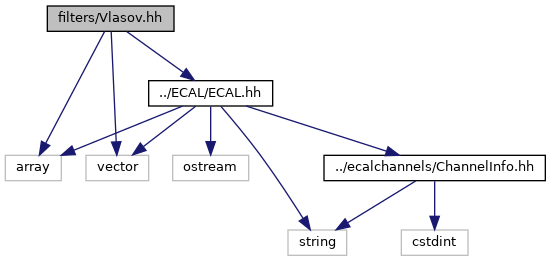 filters/Vlasov.hh
../ECAL/ECAL.hh
array
vector
ostream
../ecalchannels/ChannelInfo.hh
string
cstdint